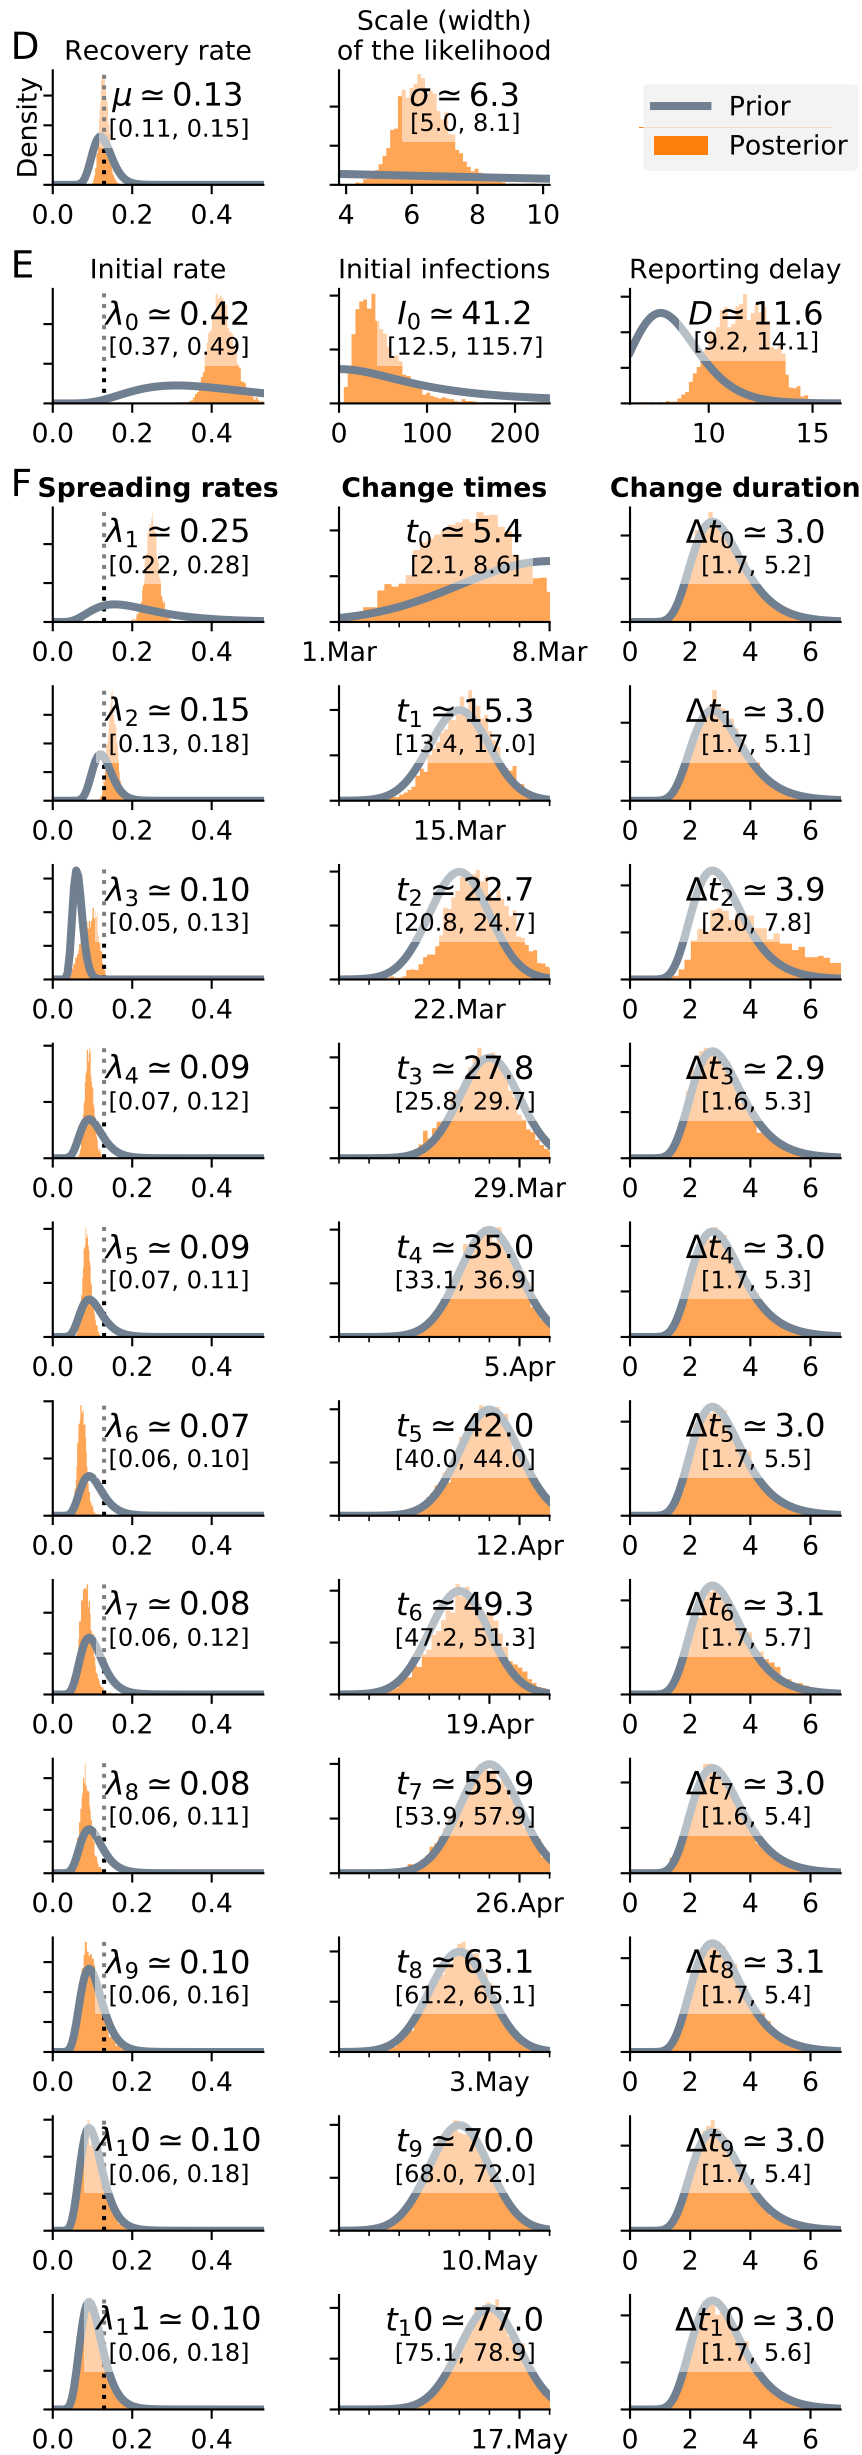 D
Recovery rate
Scale (width)
of the likelihood
Density
μ ≃ 0.13
[0.11, 0.15]
0.0 0.2 0.4
σ ≃ 6.3
[5.0, 8.1]
4 6 8 10
Prior
Posterior
E
Initial rate
λ0 ≃ 0.42
[0.37, 0.49]
0.0 0.2 0.4
Initial infections
I0 ≃ 41.2
[12.5, 115.7]
0 100 200
Reporting delay
D ≃ 11.6
[9.2, 14.1]
10 15
F
Spreading rates Change times Change duration
λ1 ≃ 0.25
[0.22, 0.28]
0.0 0.2 0.4
t0 ≃ 5.4
[2.1, 8.6]
1.Mar 8.Mar
Δt0 ≃ 3.0
[1.7, 5.2]
0 2 4 6
λ2 ≃ 0.15
[0.13, 0.18]
0.0 0.2 0.4
t1 ≃ 15.3
[13.4, 17.0]
15.Mar
Δt1 ≃ 3.0
[1.7, 5.1]
0 2 4 6
λ3 ≃ 0.10
[0.05, 0.13]
0.0 0.2 0.4
t2 ≃ 22.7
[20.8, 24.7]
22.Mar
Δt2 ≃ 3.9
[2.0, 7.8]
0 2 4 6
λ4 ≃ 0.09
[0.07, 0.12]
0.0 0.2 0.4
t3 ≃ 27.8
[25.8, 29.7]
29.Mar
Δt3 ≃ 2.9
[1.6, 5.3]
0 2 4 6
λ5 ≃ 0.09
[0.07, 0.11]
0.0 0.2 0.4
t4 ≃ 35.0
[33.1, 36.9]
5.Apr
Δt4 ≃ 3.0
[1.7, 5.3]
0 2 4 6
λ6 ≃ 0.07
[0.06, 0.10]
0.0 0.2 0.4
t5 ≃ 42.0
[40.0, 44.0]
12.Apr
Δt5 ≃ 3.0
[1.7, 5.5]
0 2 4 6
λ7 ≃ 0.08
[0.06, 0.12]
0.0 0.2 0.4
t6 ≃ 49.3
[47.2, 51.3]
19.Apr
Δt6 ≃ 3.1
[1.7, 5.7]
0 2 4 6
λ8 ≃ 0.08
[0.06, 0.11]
0.0 0.2 0.4
t7 ≃ 55.9
[53.9, 57.9]
26.Apr
Δt7 ≃ 3.0
[1.6, 5.4]
0 2 4 6
λ9 ≃ 0.10
[0.06, 0.16]
0.0 0.2 0.4
t8 ≃ 63.1
[61.2, 65.1]
3.May
Δt8 ≃ 3.1
[1.7, 5.4]
0 2 4 6
λ10 ≃ 0.10
[0.06, 0.18]
0.0 0.2 0.4
t9 ≃ 70.0
[68.0, 72.0]
10.May
Δt9 ≃ 3.0
[1.7, 5.4]
0 2 4 6
λ11 ≃ 0.10
[0.06, 0.18]
0.0 0.2 0.4
t10 ≃ 77.0
[75.1, 78.9]
17.May
Δt10 ≃ 3.0
[1.7, 5.6]
0 2 4 6